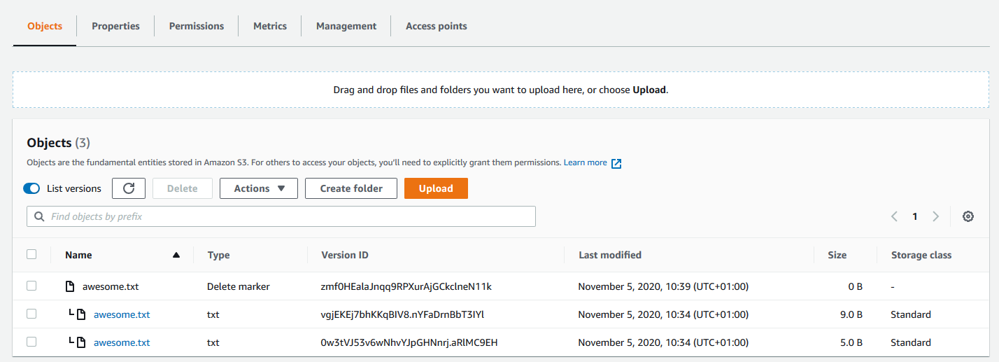 Objects Properties Permissions Metrics Management Access points
Drag and drop files and folders you want to upload here, or choose Upload.
Objects (3)
Objects are the fundamental entities stored in Amazon S3. For others to access your objects, you'll need to explicitly grant them permissions. Learn more
List versions Delete Actions Create folder Upload
Find objects by prefix 1
Name Type Version ID Last modified Size Storage class
awesome.txt Delete marker zmf0HEalaJnqq9RPXurAjGCkclneN11k November 5, 2020, 10:39 (UTC+01:00) 0 B -
awesome.txt txt vgjEKEj7bhKKqBIV8.nYFaDrnBbT3IYl November 5, 2020, 10:34 (UTC+01:00) 9.0 B Standard
awesome.txt txt 0w3tVJ53v6wNhvYJpGHNnrj.aRlMC9EH November 5, 2020, 10:34 (UTC+01:00) 5.0 B Standard